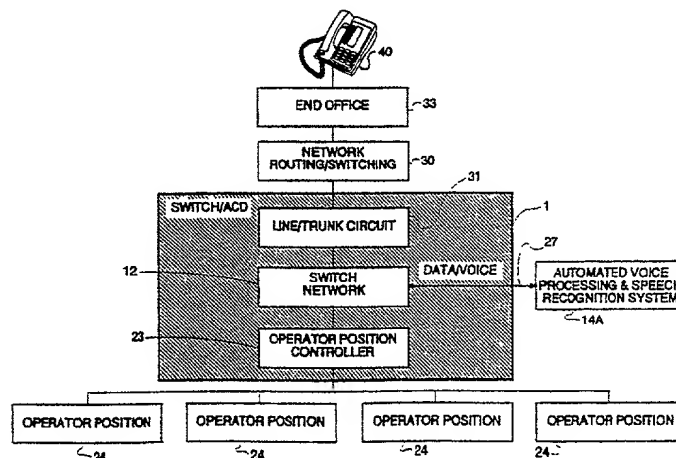 40
END OFFICE
33
NETWORK
ROUTING/SWITCHING
30
31
SWITCH/ACD
1
LINE/TRUNK CIRCUIT
27
12
SWITCH
NETWORK
DATA/VOICE
AUTOMATED VOICE
PROCESSING & SPEECH
RECOGNITION SYSTEM
14A
23
OPERATOR POSITION
CONTROLLER
OPERATOR POSITION
OPERATOR POSITION
OPERATOR POSITION
OPERATOR POSITION
24
24
24
24